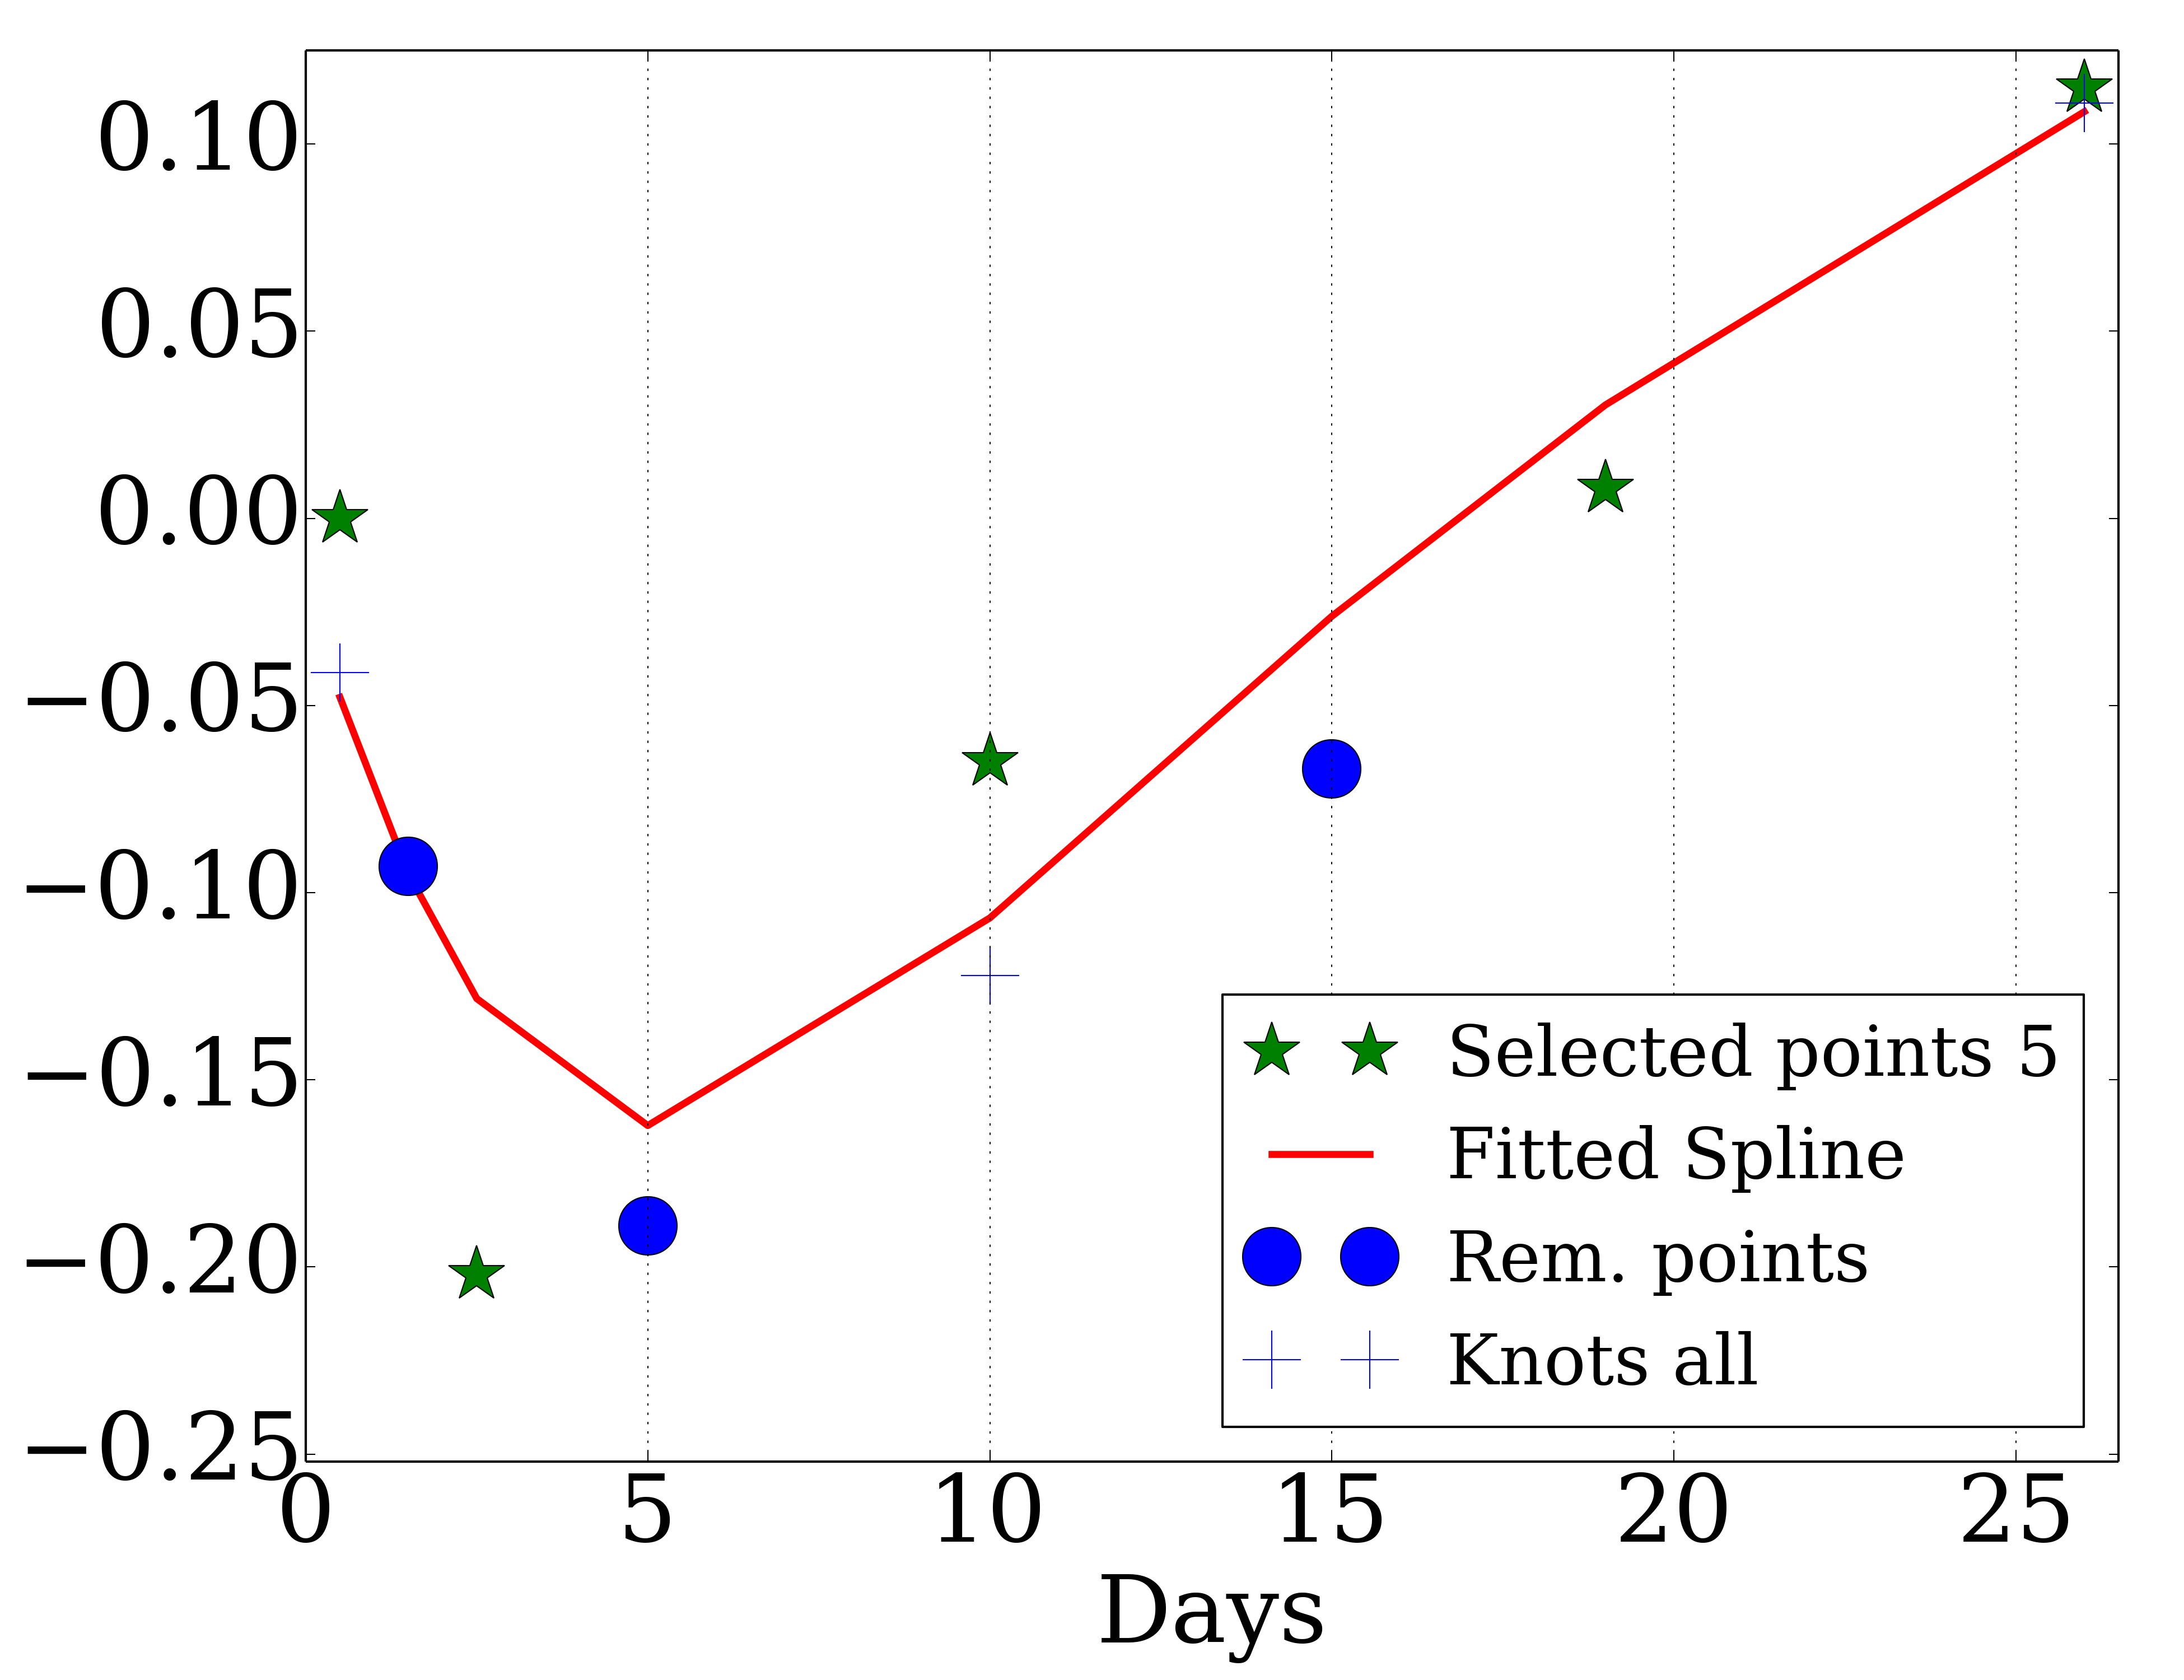 0.10
0.05
0.00
−0.05
−0.10
−0.15
−0.20
−0.25
0 5 10 15 20 25
Days
Selected points 5
Fitted Spline
Rem. points
Knots all